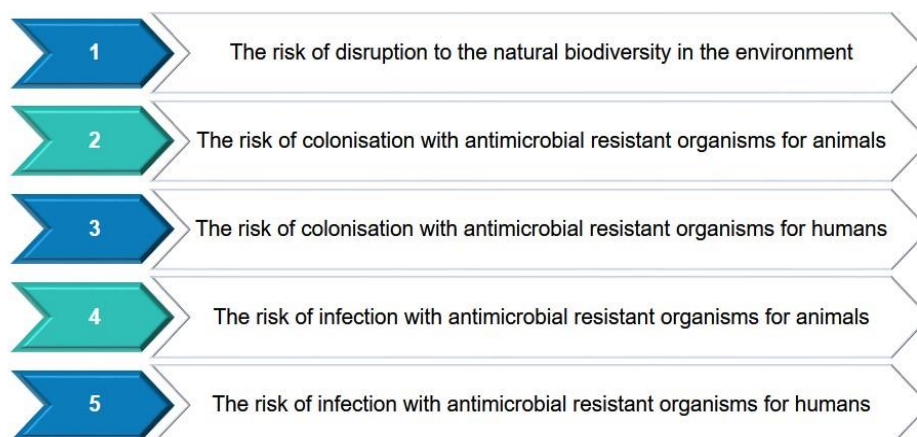 1 The risk of disruption to the natural biodiversity in the environment
2 The risk of colonisation with antimicrobial resistant organisms for animals
3 The risk of colonisation with antimicrobial resistant organisms for humans
4 The risk of infection with antimicrobial resistant organisms for animals
5 The risk of infection with antimicrobial resistant organisms for humans